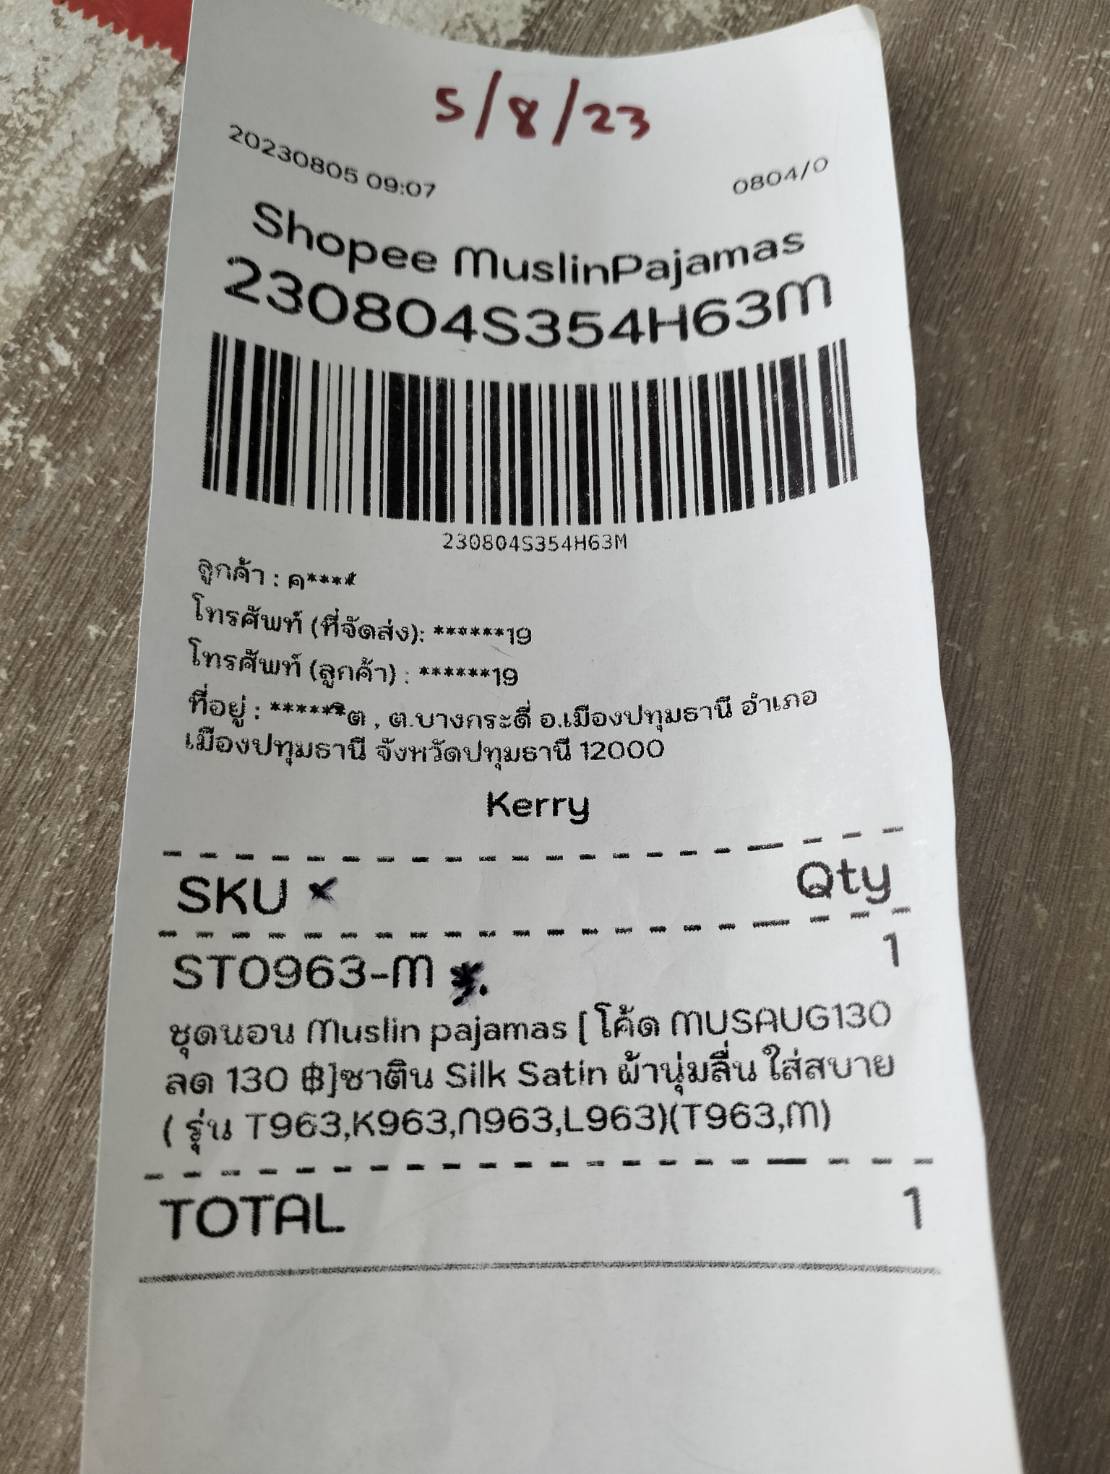 5/8/23
20230805 09:07 0804/0
Shopee MuslinPajamas
230804S354H63M
230804S354H63M
ลูกค้า : ค****
โทรศัพท์ (ที่จัดส่ง): ******19
โทรศัพท์ (ลูกค้า) : ******19
ที่อยู่ : ******ต , ต.บางกระดี่ อ.เมืองปทุมธานี อำเภอ
เมืองปทุมธานี จังหวัดปทุมธานี 12000
Kerry
SKU Qty
ST0963-M 1
ชุดนอน Muslin pajamas [ โค้ด MUSAUG130
ลด 130 ฿]ซาติน Silk Satin ผ้านุ่มลื่น ใส่สบาย
( รุ่น T963,K963,N963,L963)(T963,M)
TOTAL 1